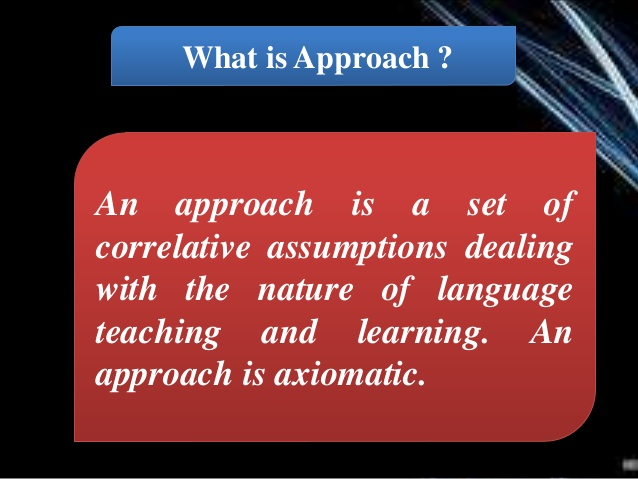 What is Approach ?
An approach is a set of
correlative assumptions dealing
with the nature of language
teaching and learning. An
approach is axiomatic.